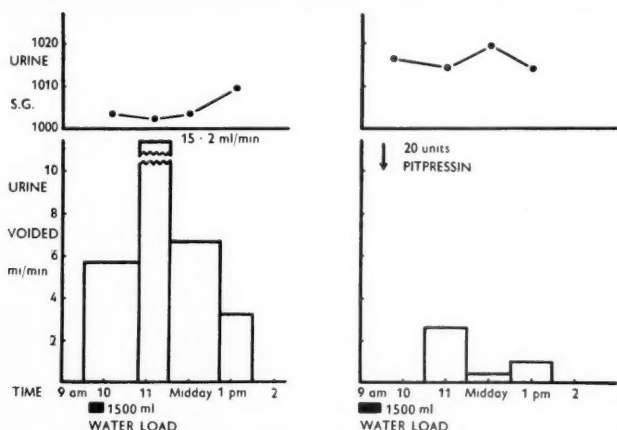 1020
URINE
1010
S.G.
1000
15 · 2 ml/min
10
URINE
8
VOIDED
6
ml/min
4
2
TIME
9 am 10 11 Midday 1 pm 2
1500 ml
WATER LOAD
20 units
PITPRESSIN
9 am 10 11 Midday 1 pm 2
1500 ml
WATER LOAD